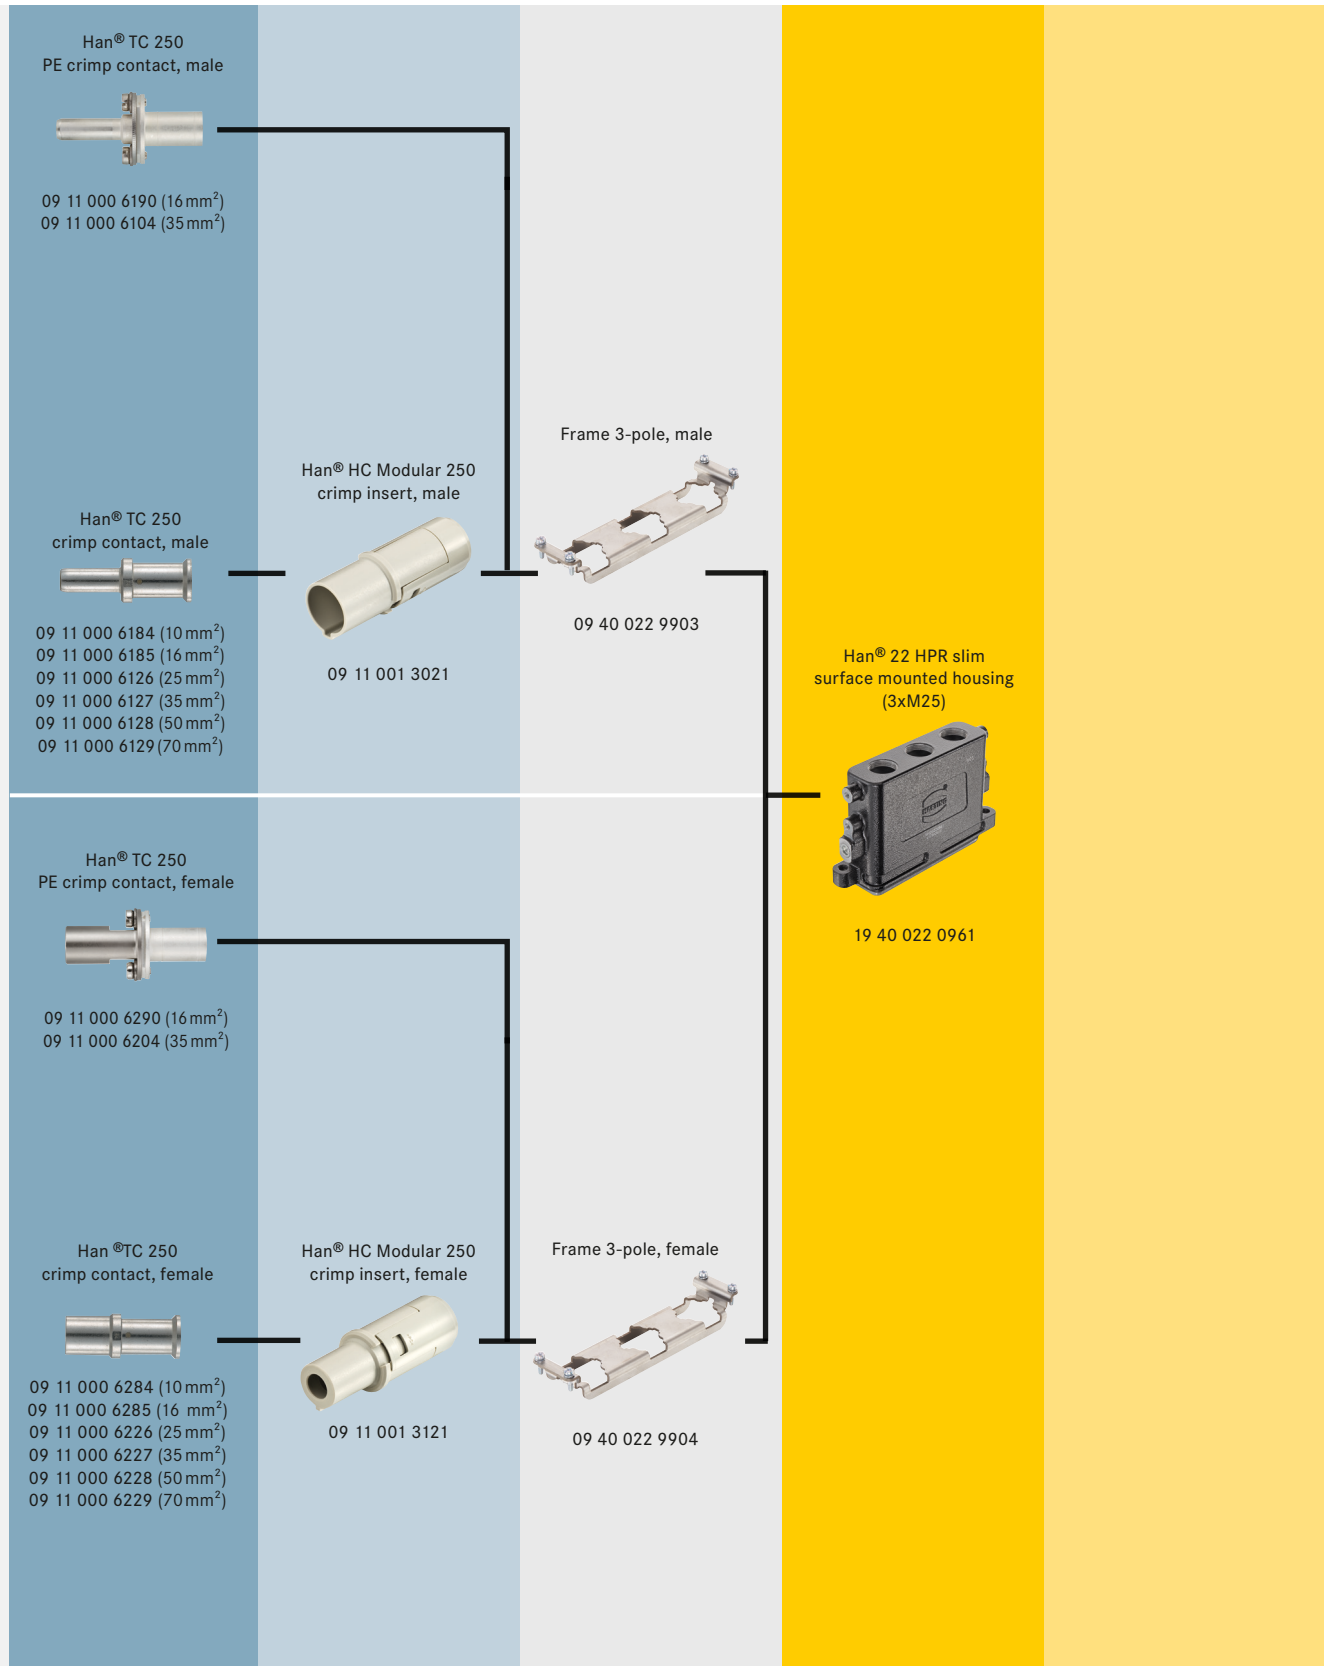 Han® TC 250
PE crimp contact, male
09 11 000 6190 (16 mm²)
09 11 000 6104 (35 mm²)
Han® TC 250
crimp contact, male
09 11 000 6184 (10 mm²)
09 11 000 6185 (16 mm²)
09 11 000 6126 (25 mm²)
09 11 000 6127 (35 mm²)
09 11 000 6128 (50 mm²)
09 11 000 6129 (70 mm²)
Han® HC Modular 250
crimp insert, male
09 11 001 3021
Frame 3-pole, male
09 40 022 9903
Han® 22 HPR slim
surface mounted housing
(3xM25)
HARTING
19 40 022 0961
Han® TC 250
PE crimp contact, female
09 11 000 6290 (16 mm²)
09 11 000 6204 (35 mm²)
Han ®TC 250
crimp contact, female
09 11 000 6284 (10 mm²)
09 11 000 6285 (16 mm²)
09 11 000 6226 (25 mm²)
09 11 000 6227 (35 mm²)
09 11 000 6228 (50 mm²)
09 11 000 6229 (70 mm²)
Han® HC Modular 250
crimp insert, female
09 11 001 3121
Frame 3-pole, female
09 40 022 9904